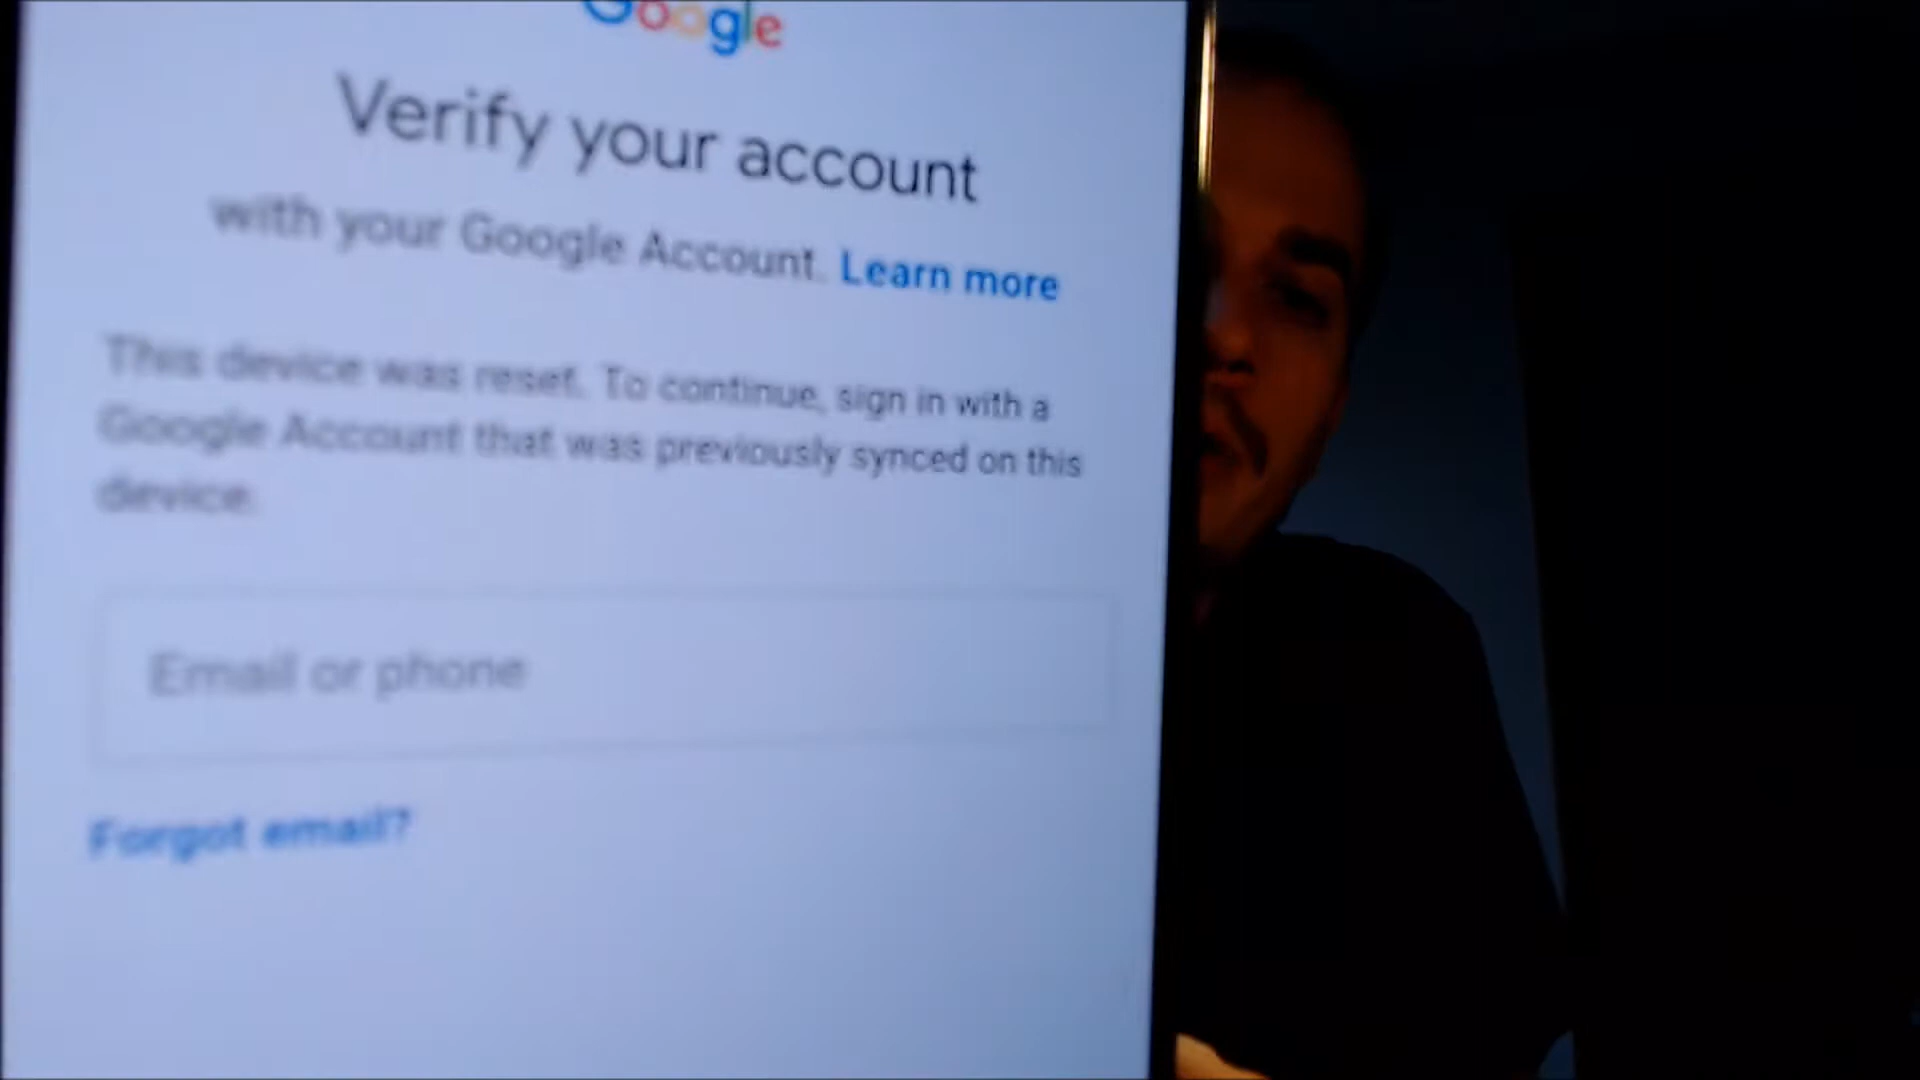 Google
Verify your account
with your Google Account. Learn more
This device was reset. To continue, sign in with a
Google Account that was previously synced on this
device.
Email or phone
Forgot email?